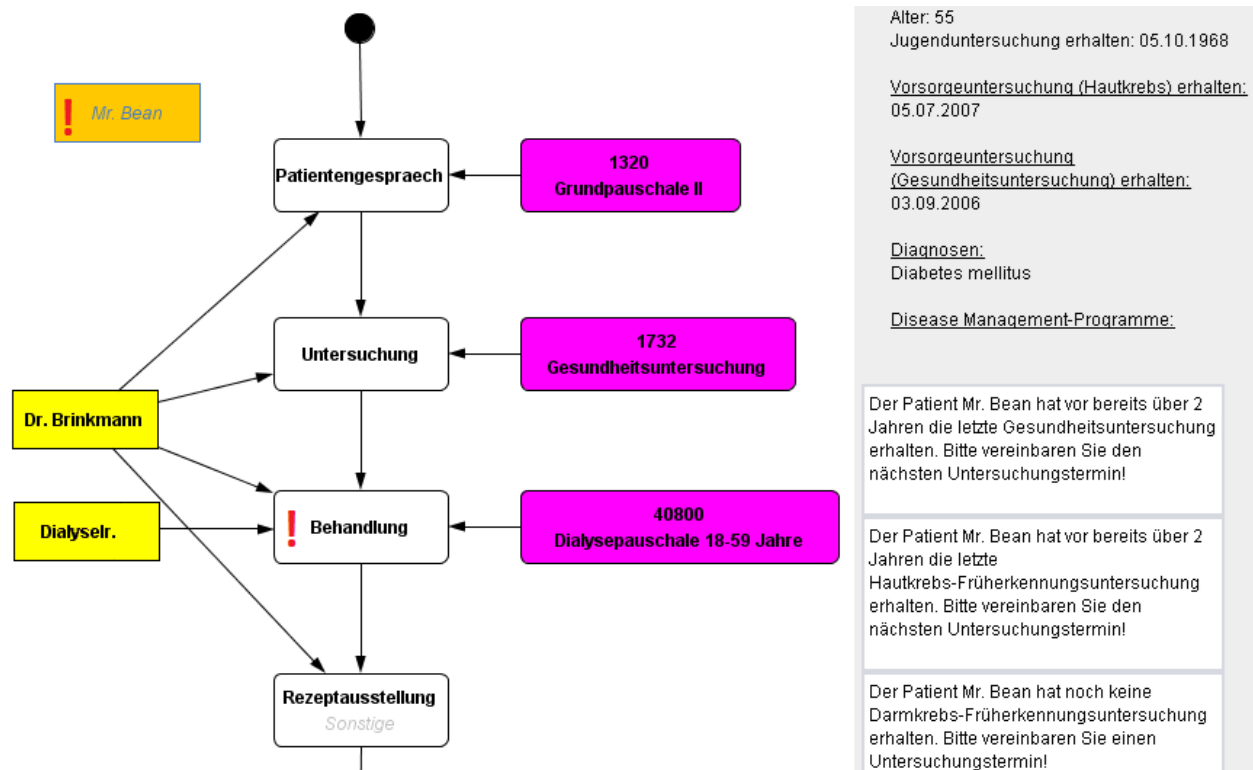 Mr. Bean
Patientengespraech
1320
Grundpauschale II
Untersuchung
1732
Gesundheitsuntersuchung
Dr. Brinkmann
Dialyselr.
Behandlung
40800
Dialysepauschale 18-59 Jahre
Rezeptausstellung
Sonstige
Alter: 55
Jugenduntersuchung erhalten: 05.10.1968
Vorsorgeuntersuchung (Hautkrebs) erhalten:
05.07.2007
Vorsorgeuntersuchung
(Gesundheitsuntersuchung) erhalten:
03.09.2006
Diagnosen:
Diabetes mellitus
Disease Management-Programme:
Der Patient Mr. Bean hat vor bereits über 2
Jahren die letzte Gesundheitsuntersuchung
erhalten. Bitte vereinbaren Sie den
nächsten Untersuchungstermin!
Der Patient Mr. Bean hat vor bereits über 2
Jahren die letzte
Hautkrebs-Früherkennungsuntersuchung
erhalten. Bitte vereinbaren Sie den
nächsten Untersuchungstermin!
Der Patient Mr. Bean hat noch keine
Darmkrebs-Früherkennungsuntersuchung
erhalten. Bitte vereinbaren Sie einen
Untersuchungstermin!